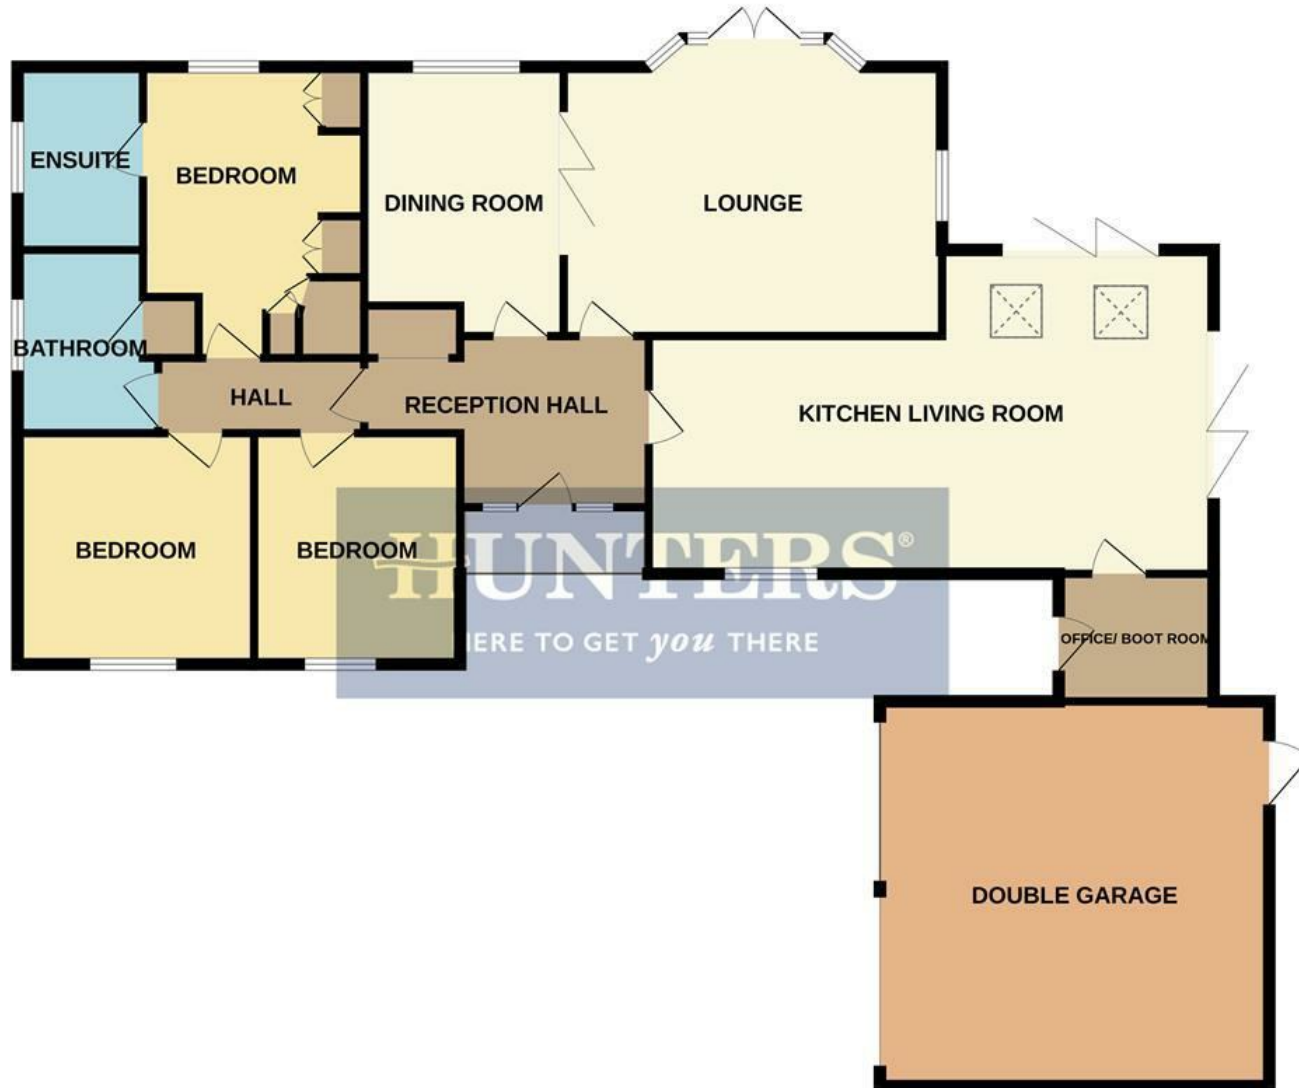 ENSUITE
BEDROOM
DINING ROOM
LOUNGE
BATHROOM
HALL
RECEPTION HALL
KITCHEN LIVING ROOM
BEDROOM
BEDROOM
HUNTERS®
HERE TO GET you THERE
OFFICE/ BOOT ROOM
DOUBLE GARAGE